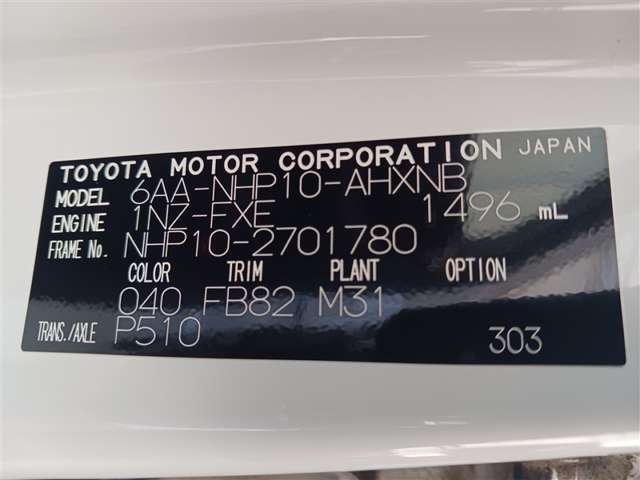 TOYOTA MOTOR CORPORATION JAPAN
MODEL 6AA-NHP10-AHXNB
ENGINE 1NZ-FXE 1496 mL
FRAME No. NHP10-2701780
COLOR TRIM PLANT OPTION
040 FB82 M31
TRANS./AXLE P510 303